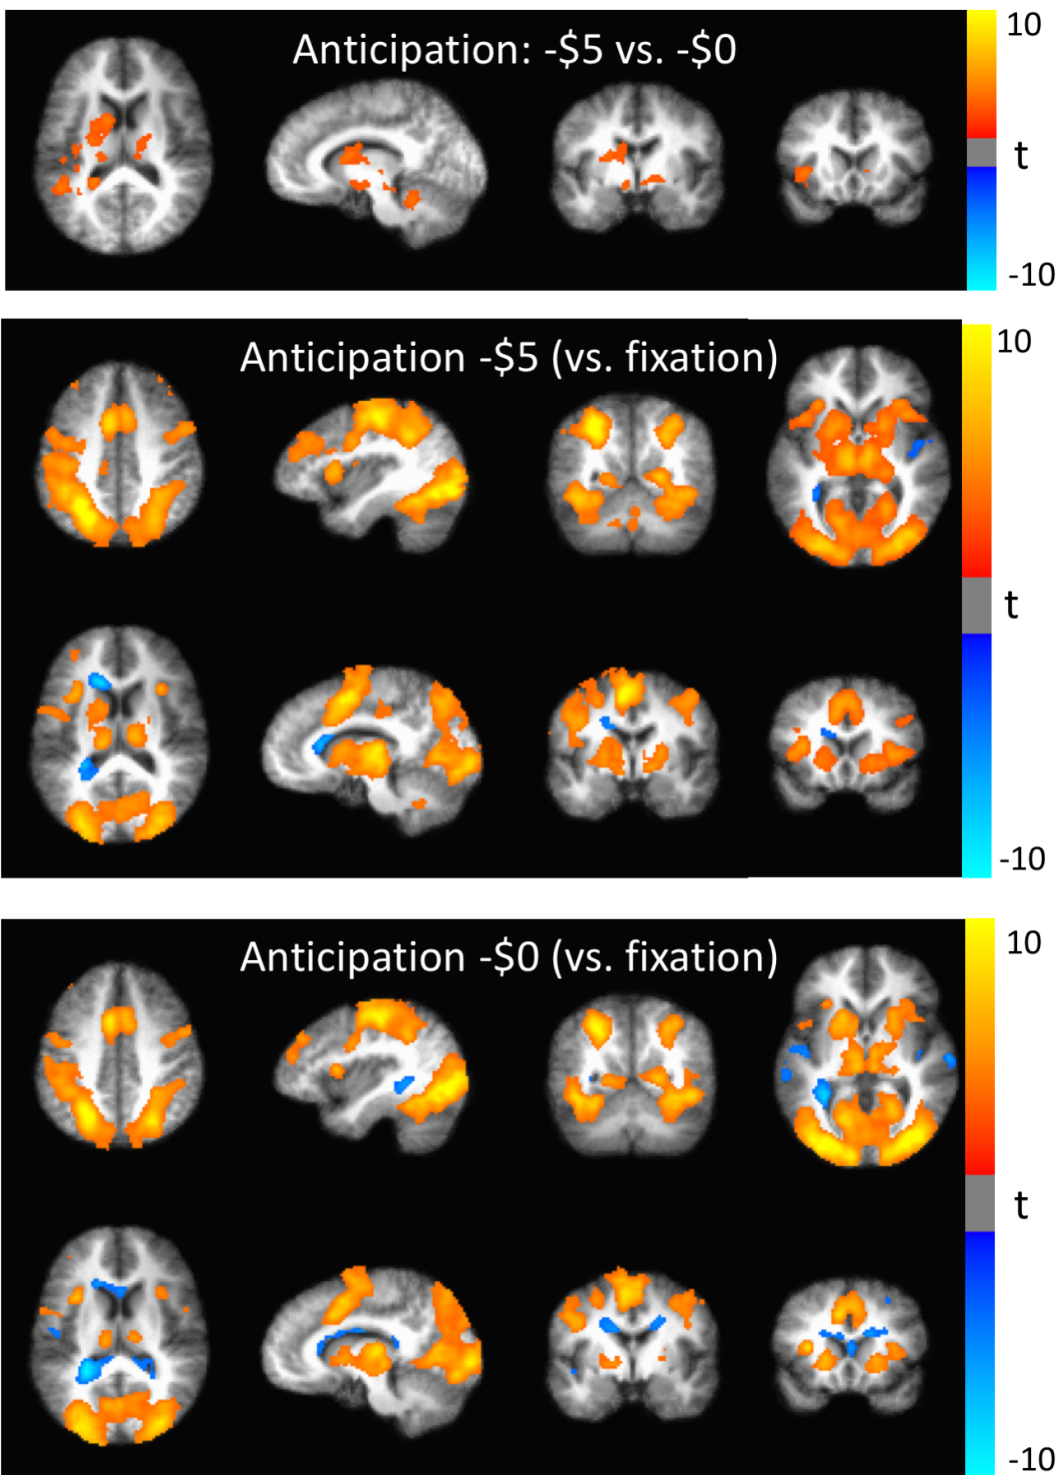 Anticipation: -$5 vs. -$0
10
t
-10
Anticipation -$5 (vs. fixation)
10
t
-10
Anticipation -$0 (vs. fixation)
10
t
-10